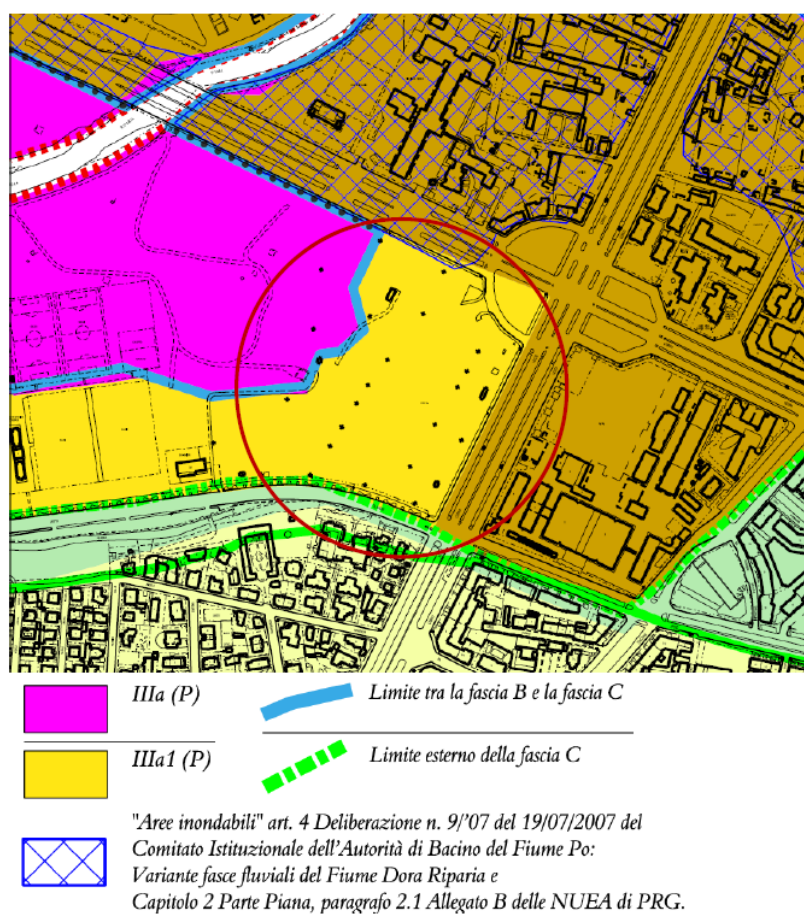 IIIa (P)
Limite tra la fascia B e la fascia C
IIIa1 (P)
Limite esterno della fascia C
"Aree inondabili" art. 4 Deliberazione n. 9/'07 del 19/07/2007 del
Comitato Istituzionale dell'Autorità di Bacino del Fiume Po:
Variante fasce fluviali del Fiume Dora Riparia e
Capitolo 2 Parte Piana, paragrafo 2.1 Allegato B delle NUEA di PRG.